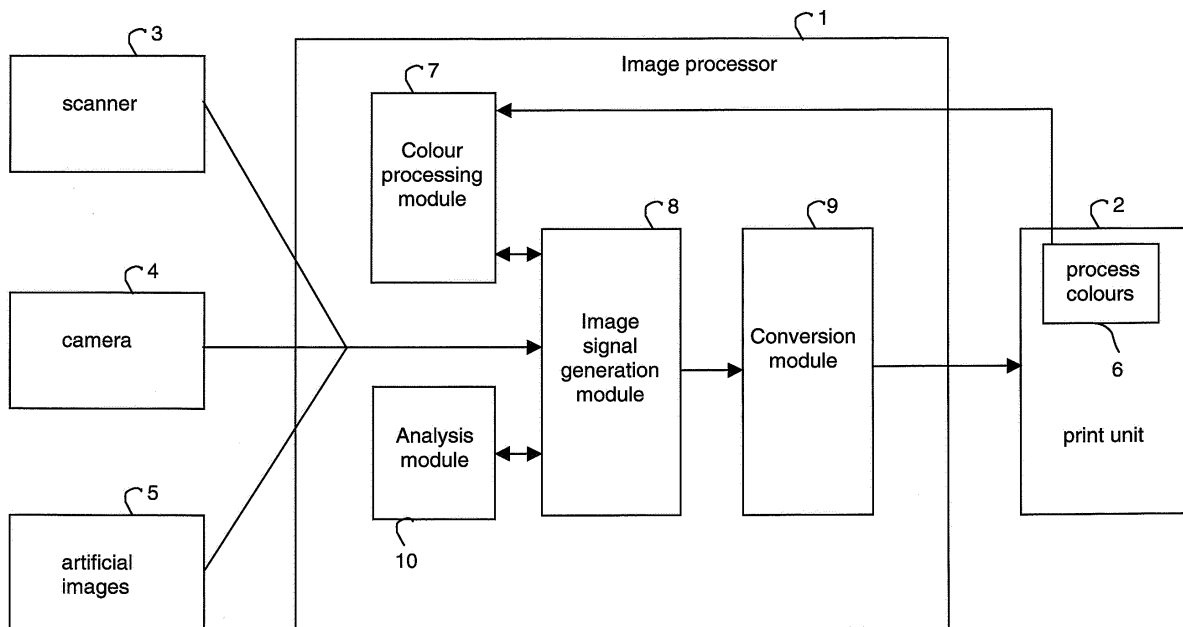 1
3
Image processor
7
scanner
Colour
processing
module
8
9
2
process
colours
6
4
camera
Image
signal
generation
module
Conversion
module
Analysis
module
print unit
5
10
artificial
images